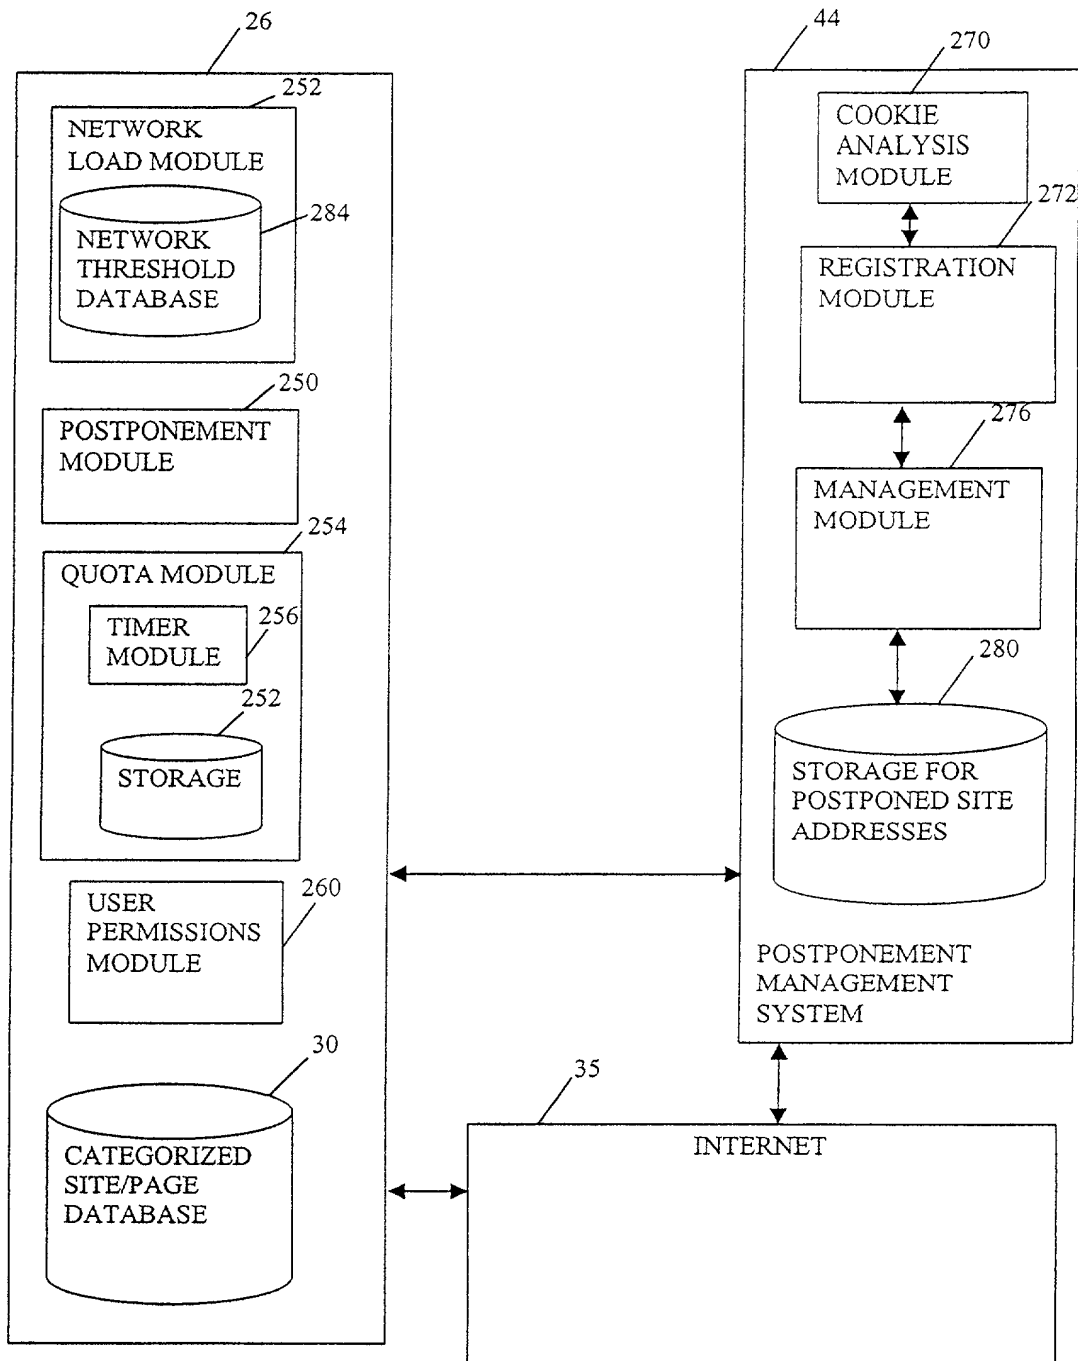 26
252
NETWORK
LOAD MODULE
284
NETWORK
THRESHOLD
DATABASE
250
POSTPONEMENT
MODULE
254
QUOTA MODULE
TIMER
MODULE
256
252
STORAGE
USER
PERMISSIONS
MODULE
260
30
CATEGORIZED
SITE/PAGE
DATABASE
44
270
COOKIE
ANALYSIS
MODULE
272
REGISTRATION
MODULE
276
MANAGEMENT
MODULE
280
STORAGE FOR
POSTPONED SITE
ADDRESSES
POSTPONEMENT
MANAGEMENT
SYSTEM
35
INTERNET